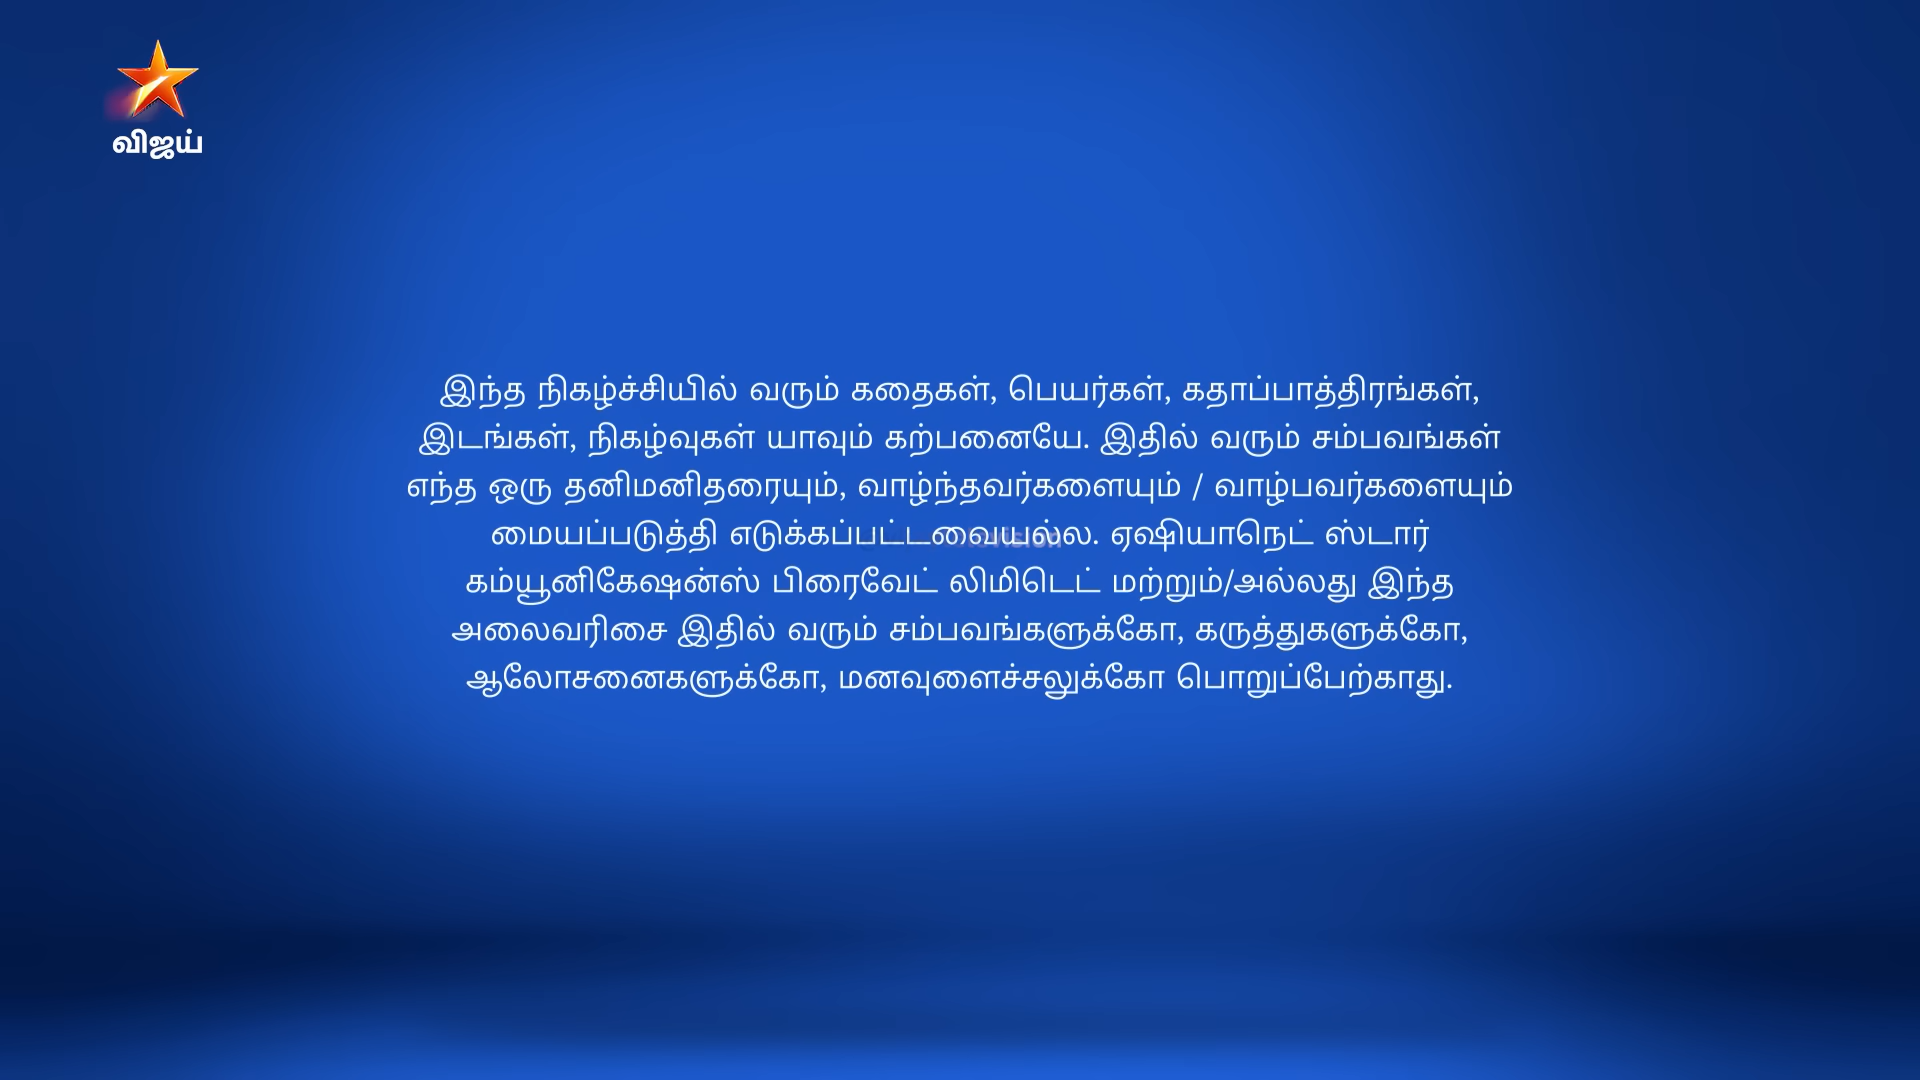 விஜய்
இந்த நிகழ்ச்சியில் வரும் கதைகள், பெயர்கள், கதாப்பாத்திரங்கள்,
இடங்கள், நிகழ்வுகள் யாவும் கற்பனையே. இதில் வரும் சம்பவங்கள்
எந்த ஒரு தனிமனிதரையும், வாழ்ந்தவர்களையும் / வாழ்பவர்களையும்
மையப்படுத்தி எடுக்கப்பட்டவையல்ல. ஏஷியாநெட் ஸ்டார்
கம்யூனிகேஷன்ஸ் பிரைவேட் லிமிடெட் மற்றும்/அல்லது இந்த
அலைவரிசை இதில் வரும் சம்பவங்களுக்கோ, கருத்துகளுக்கோ,
ஆலோசனைகளுக்கோ, மனவுளைச்சலுக்கோ பொறுப்பேற்காது.